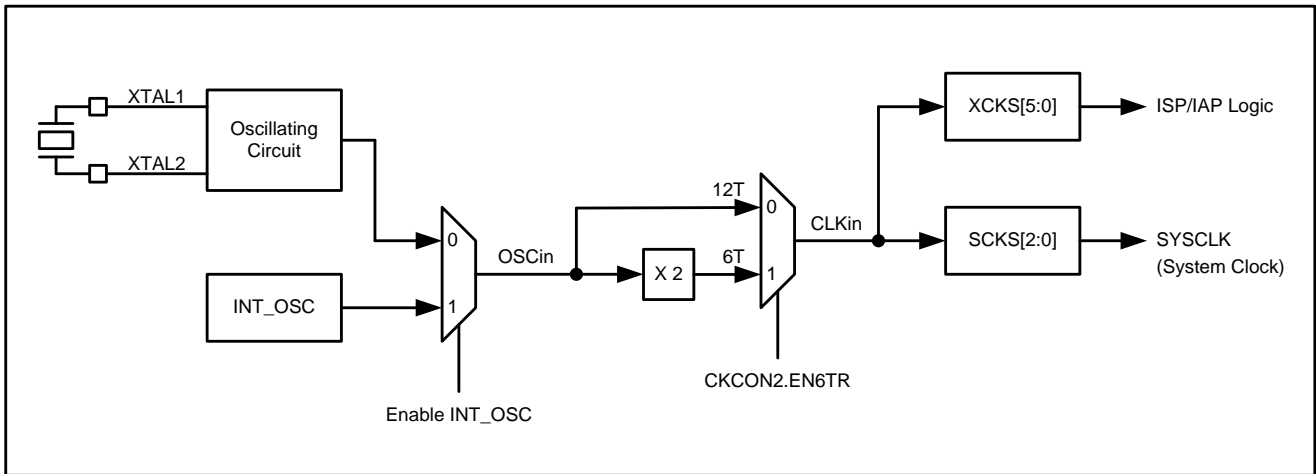 XTAL1
XTAL2
Oscillating
Circuit
INT_OSC
0
1
Enable INT_OSC
OSCin
12T
X 2
6T
0
1
CKCON2.EN6TR
CLKin
XCKS[5:0]
ISP/IAP Logic
SCKS[2:0]
SYSCLK
(System Clock)